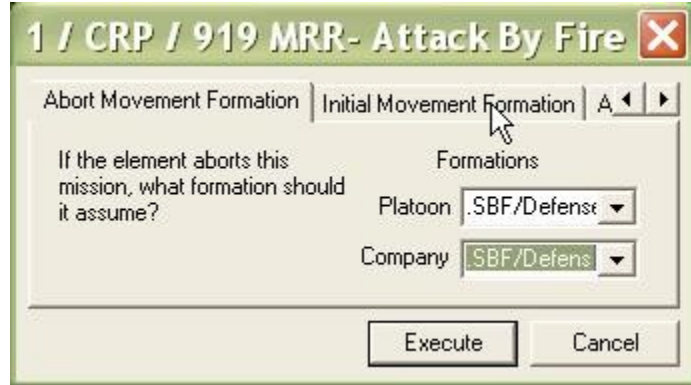 1 / CRP / 919 MRR- Attack By Fire
Abort Movement Formation
Initial Movement Formation
A
If the element aborts this
mission, what formation should
it assume?
Formations
Platoon
.SBF/Defense
Company
.SBF/Defens
Execute
Cancel